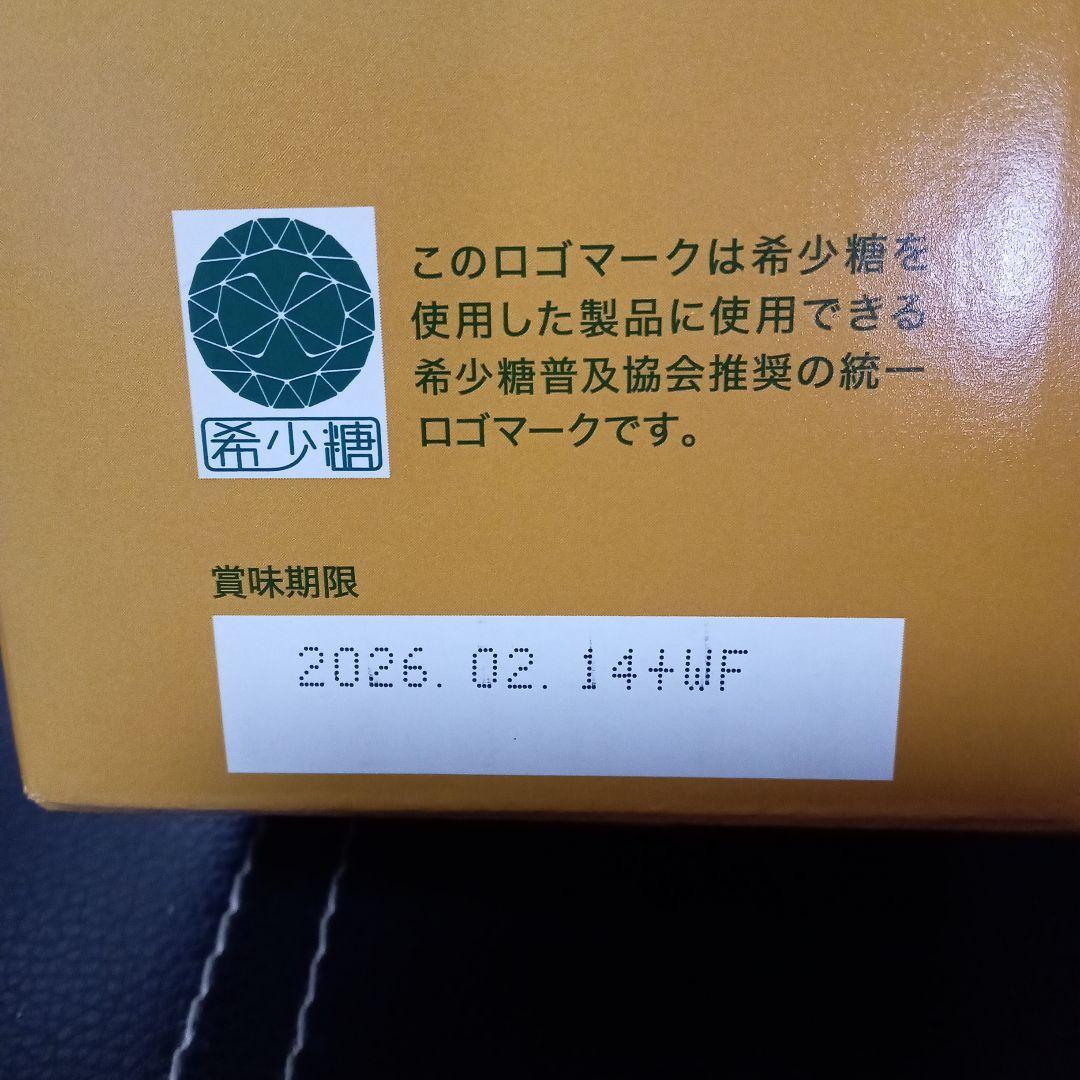 このロゴマークは希少糖を
使用した製品に使用できる
希少糖普及協会推奨の統一
ロゴマークです。
希少糖
賞味期限
2026.02.14+WF